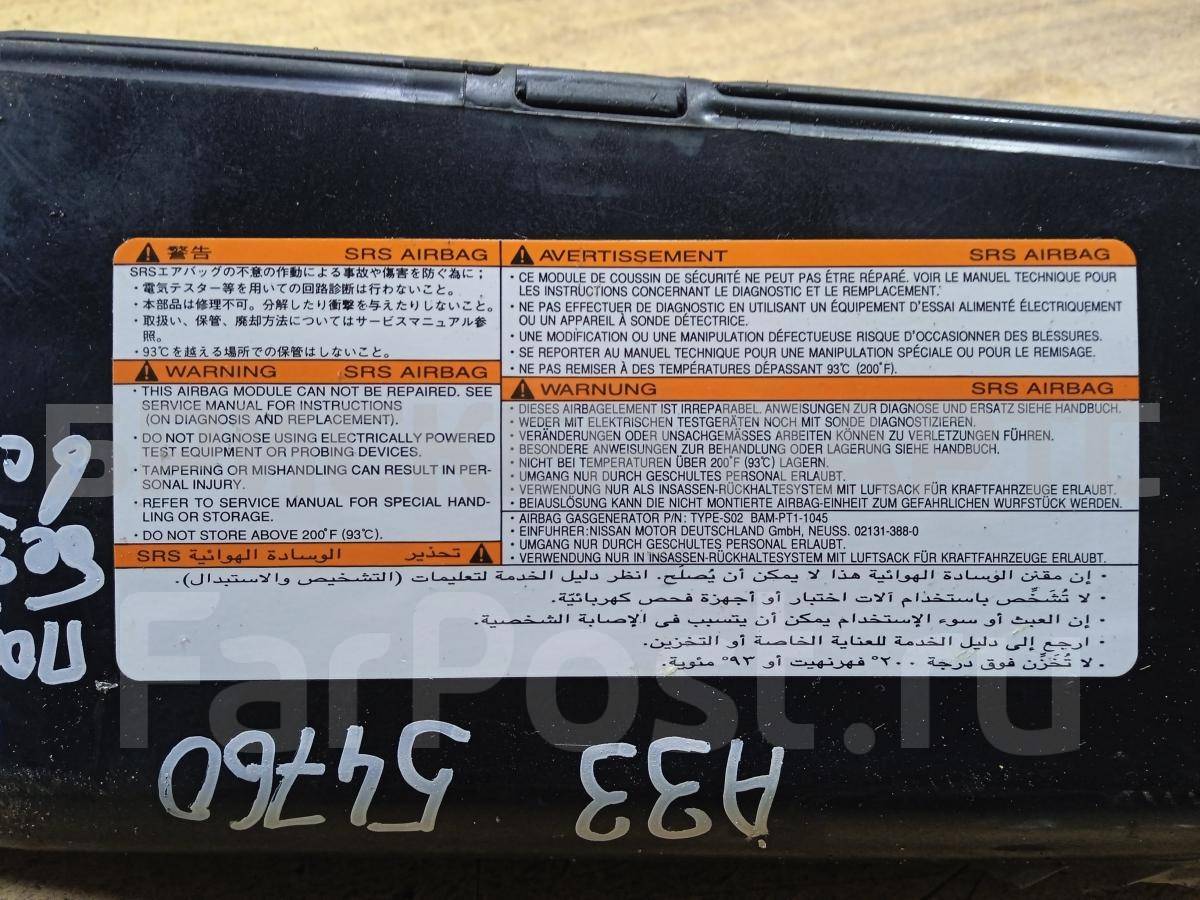 警告 SRS AIRBAG
SRSエアバッグの不意の作動による事故や傷害を防ぐ為に；
・電気テスター等を用いての回路診断は行わないこと。
・本部品は修理不可。分解したり衝撃を与えたりしないこと。
・取扱い、保管、廃却方法についてはサービスマニュアル参
照。
・93℃を越える場所での保管はしないこと。
WARNING SRS AIRBAG
・THIS AIRBAG MODULE CAN NOT BE REPAIRED. SEE
SERVICE MANUAL FOR INSTRUCTIONS
(ON DIAGNOSIS AND REPLACEMENT).
・DO NOT DIAGNOSE USING ELECTRICALLY POWERED
TEST EQUIPMENT OR PROBING DEVICES.
・TAMPERING OR MISHANDLING CAN RESULT IN PER-
SONAL INJURY.
・REFER TO SERVICE MANUAL FOR SPECIAL HAND-
LING OR STORAGE.
・DO NOT STORE ABOVE 200°F (93℃).
AVERTISSEMENT SRS AIRBAG
・CE MODULE DE COUSSIN DE SÉCURITÉ NE PEUT PAS ÉTRE RÉPARÉ. VOIR LE MANUEL TECHNIQUE POUR
LES INSTRUCTIONS CONCERNANT LE DIAGNOSTIC ET LE REMPLACEMENT.
・NE PAS EFFECTUER DE DIAGNOSTIC EN UTILISANT UN ÉQUIPEMENT D'ESSAI ALIMENTÉ ÉLECTRIQUEMENT
OU UN APPAREIL À SONDE DÉTECTRICE.
・UNE MODIFICATION OU UNE MANIPULATION DÉFECTUEUSE RISQUE D'OCCASIONNER DES BLESSURES.
・SE REPORTER AU MANUEL TECHNIQUE POUR UNE MANIPULATION SPÉCIALE OU POUR LE REMISAGE.
・NE PAS REMISER À DES TEMPÉRATURES DÉPASSANT 93℃ (200°F).
WARNUNG SRS AIRBAG
・DIESES AIRBAGELEMENT IST IRREPARABEL. ANWEISUNGEN ZUR DIAGNOSE UND ERSATZ SIEHE HANDBUCH.
・WEDER MIT ELEKTRISCHEN TESTGERÄTEN NOCH MIT SONDE DIAGNOSTIZIEREN.
・VERÄNDERUNGEN ODER UNSACHGEMÄSSES ARBEITEN KÖNNEN ZU VERLETZUNGEN FÜHREN.
・BESONDERE ANWEISUNGEN ZUR BEHANDLUNG ODER LAGERUNG SIEHE HANDBUCH.
・NICHT BEI TEMPERATUREN ÜBER 200°F (93℃) LAGERN.
・UMGANG NUR DURCH GESCHULTES PERSONAL ERLAUBT.
・VERWENDUNG NUR ALS INSASSEN-RÜCKHALTESYSTEM MIT LUFTSACK FÜR KRAFTFAHRZEUGE ERLAUBT.
・BEIAUSLÖSUNG KANN DIE NICHT MONTIERTE AIRBAG-EINHEIT ZUM GEFÄHRLICHEN WURFSTÜCK WERDEN.
・AIRBAG GASGENERATOR P/N: TYPE-S02 BAM-PT1-1045
・EINFUHRER:NISSAN MOTOR DEUTSCHLAND GmbH, NEUSS. 02131-388-0
・UMGANG NUR DURCH GESCHULTES PERSONAL ERLAUBT.
・VERWENDUNG NUR IN INSASSEN-RÜCKHALTESYSTEM MIT LUFTSACK FÜR KRAFTFAHRZEUGE ERLAUBT.
تحذير الوسادة الهوائية SRS
・إن مقتن الوسادة الهوائية هذا لا يمكن أن يُصلَح. انظر دليل الخدمة لتعليمات (التشخيص والاستبدال).
・لا تُشَخِّص باستخدام آلات اختبار أو أجهزة فحص كهربائيّة.
・إن العبث أو سوء الإستخدام يمكن أن يتسبب في الإصابة الشخصية.
・ارجع إلى دليل الخدمة للعناية الخاصة أو التخزين.
・لا تُخَزِّن فوق درجة ٢٠٠° فهرنهيت أو ٩٣° مئوية.
A33 54760
FarPost.ru